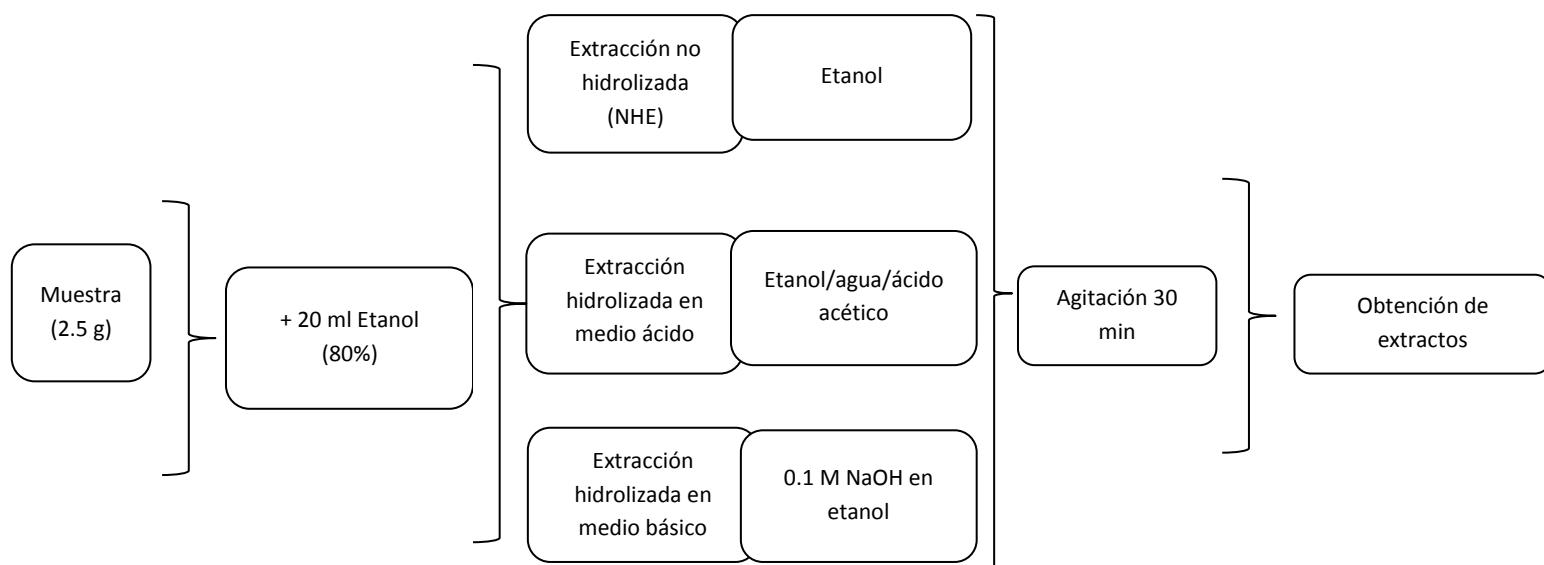 Muestra
(2.5 g)
+ 20 ml Etanol
(80%)
Extracción no
hidrolizada
(NHE)
Etanol
Extracción
hidrolizada en
medio ácido
Etanol/agua/ácido
acético
Extracción
hidrolizada en
medio básico
0.1 M NaOH en
etanol
Agitación 30
min
Obtención de
extractos